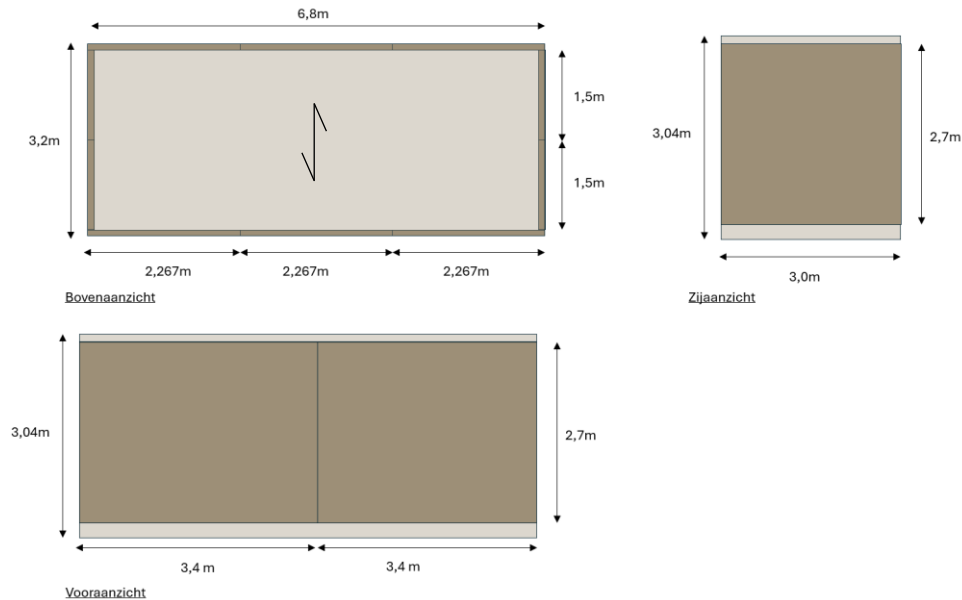 6,8m
3,2m
1,5m
1,5m
2,267m
2,267m
2,267m
Bovenaanzicht
3,04m
2,7m
3,0m
Zijaanzicht
3,04m
2,7m
3,4 m
3,4 m
Vooraanzicht